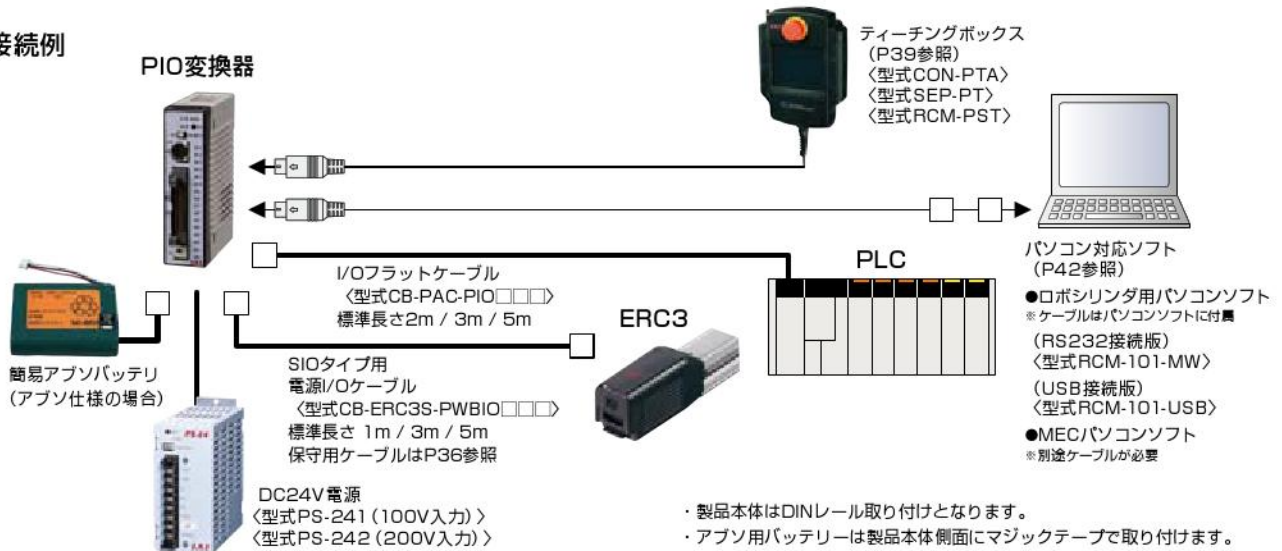 接続例
PIO変換器
ティーチングボックス
(P39参照)
〈型式CON-PTA〉
〈型式SEP-PT〉
〈型式RCM-PST〉
I/Oフラットケーブル
〈型式CB-PAC-PIO□□□〉
標準長さ2m / 3m / 5m
PLC
パソコン対応ソフト
(P42参照)
●ロボシリンダ用パソコンソフト
※ケーブルはパソコンソフトに付属
(RS232接続版)
〈型式RCM-101-MW〉
(USB接続版)
〈型式RCM-101-USB〉
●MECパソコンソフト
※別途ケーブルが必要
簡易アブソバッテリ
(アブソ仕様の場合)
SIOタイプ用
電源I/Oケーブル
〈型式CB-ERC3S-PWBIO□□□〉
標準長さ 1m / 3m / 5m
保守用ケーブルはP36参照
ERC3
PS-24
DC24V電源
〈型式PS-241(100V入力)〉
〈型式PS-242(200V入力)〉
・製品本体はDINレール取り付けとなります。
・アブソ用バッテリーは製品本体側面にマジックテープで取り付けます。